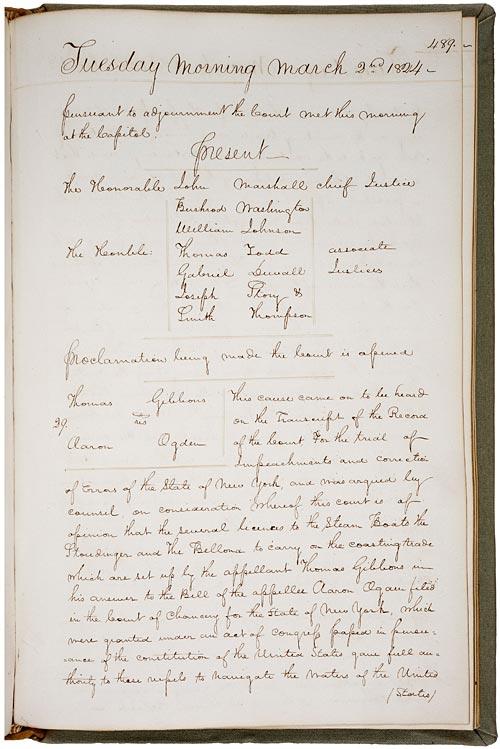 489.
Tuesday Morning March 2nd 1824
Pursuant to adjournment the Court met this morning
at the Capitol.
Present
The Honorable John Marshall chief Justice
Bushrod Washington
William Johnson
The Honble: Thomas Todd associate
Gabriel Duvall Justices
Joseph Story &
Smith Thompson
Proclamation being made the Court is opened
Thomas Gibbons This cause came on to be heard
vs on the Transcript of the Record
29. of the Court For the trial of
Aaron Ogden Impeachments and correction
of Errors of the State of New York, and was argued by
counsel on consideration whereof this court is of
opinion that the several licences to the Steam Boats the
Stoudinger and The Bellona to carry on the coasting trade
which are set up by the appellant Thomas Gibbons in
his answer to the Bill of the appellee Aaron Ogden filed
in the Court of Chancery for the State of New York, which
were granted under an act of Congress passed in pursu-
-ance of the constitution of the United States gave full au-
thority to those vessels to navigate the waters of the United
(States)